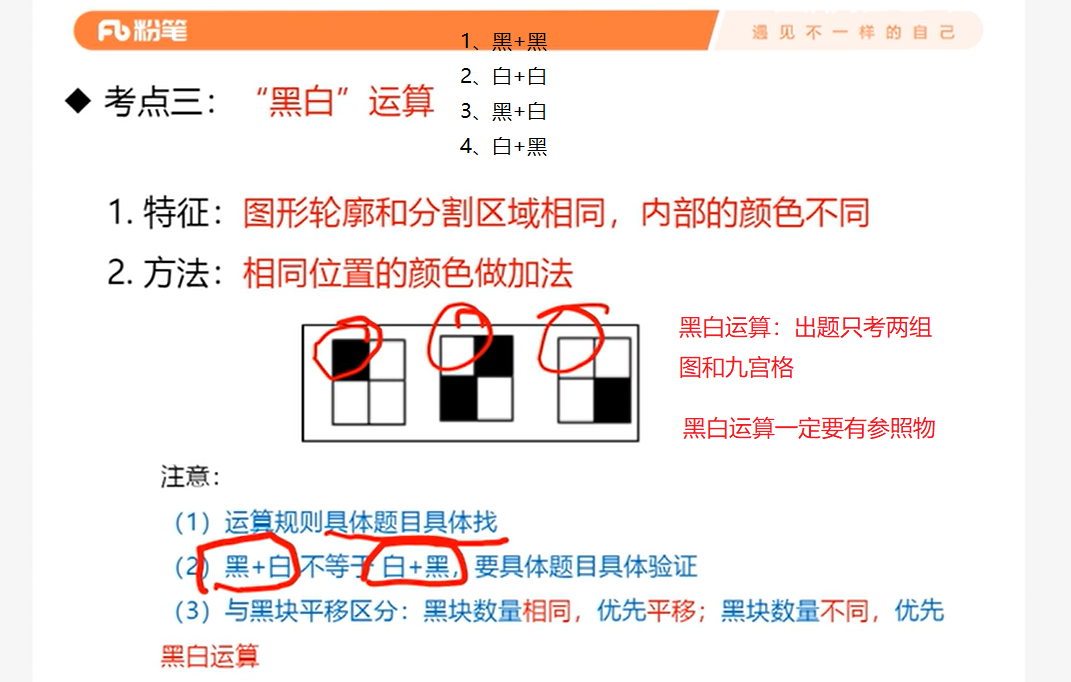 粉笔
遇见不一样的自己
1、黑+黑
2、白+白
3、黑+白
4、白+黑
◆ 考点三：“黑白”运算
1. 特征：图形轮廓和分割区域相同，内部的颜色不同
2. 方法：相同位置的颜色做加法
黑白运算：出题只考两组
图和九宫格
黑白运算一定要有参照物
注意：
（1）运算规则具体题目具体找
（2）黑+白 不等于 白+黑，要具体题目具体验证
（3）与黑块平移区分：黑块数量相同，优先平移；黑块数量不同，优先
黑白运算